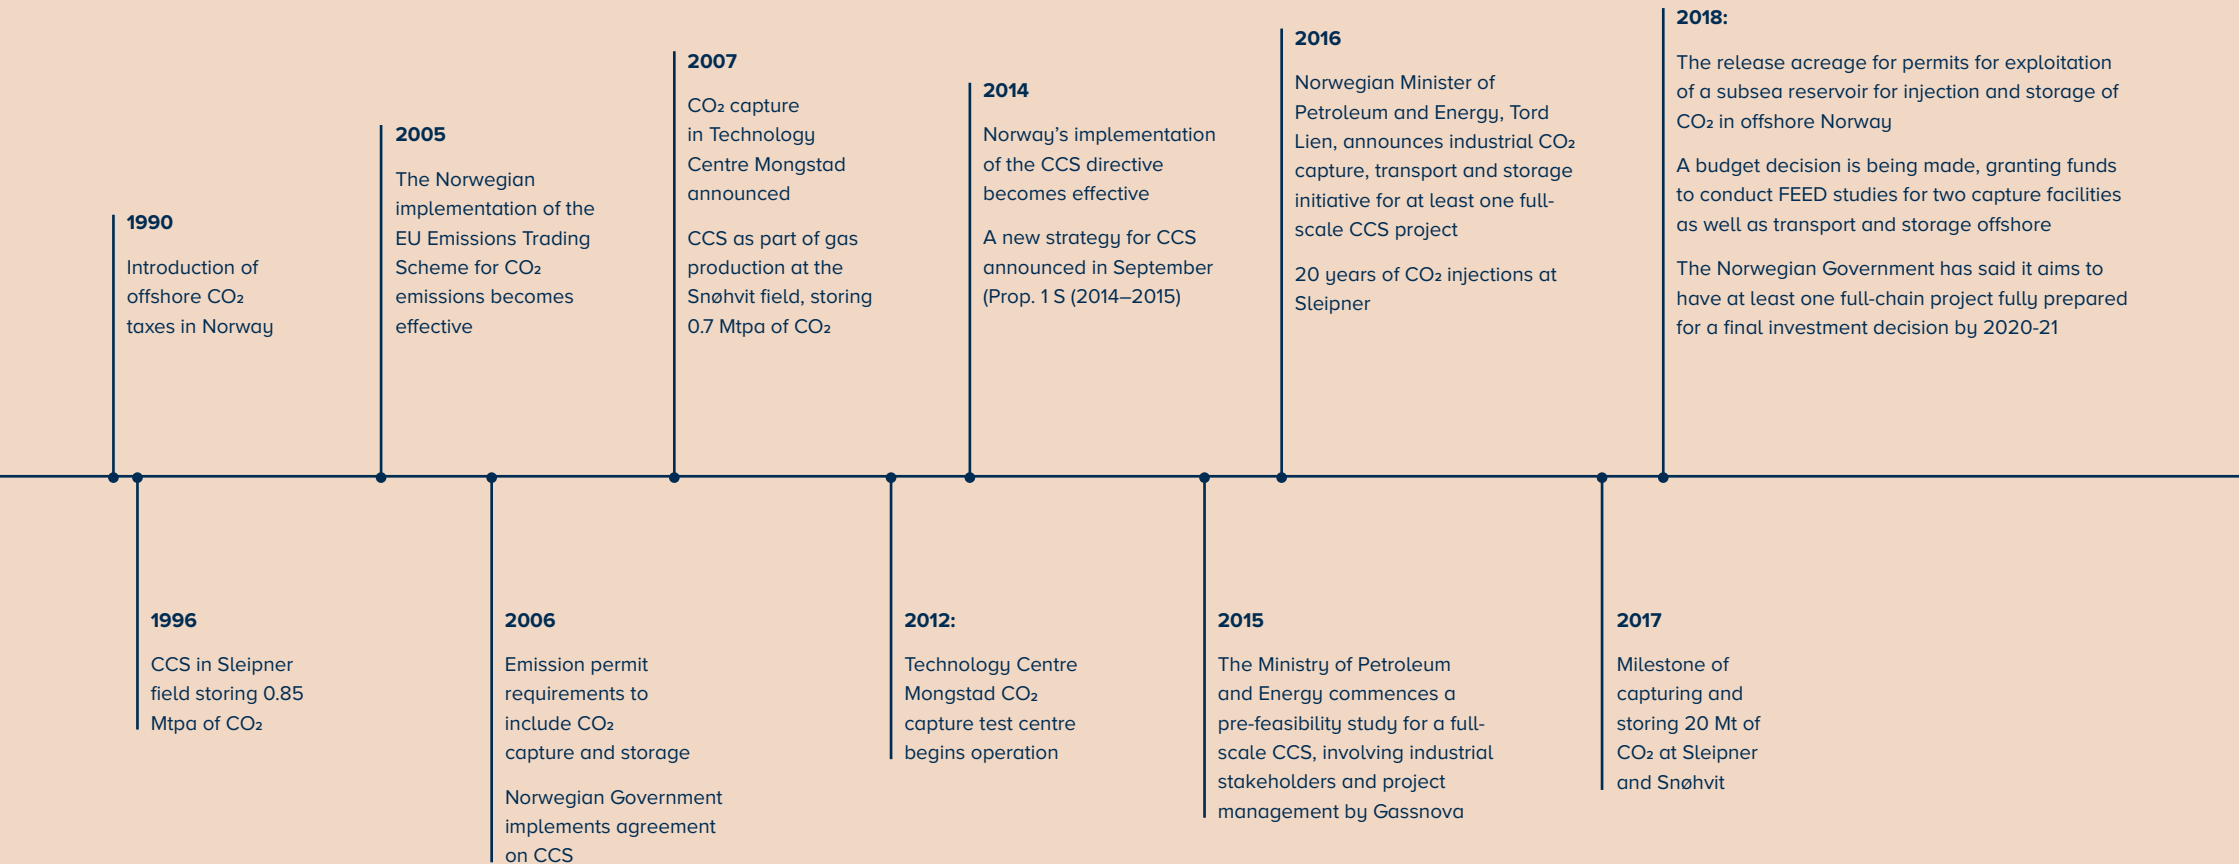 1990
Introduction of
offshore CO₂
taxes in Norway
1996
CCS in Sleipner
field storing 0.85
Mtpa of CO₂
2005
The Norwegian
implementation of the
EU Emissions Trading
Scheme for CO₂
emissions becomes
effective
2006
Emission permit
requirements to
include CO₂
capture and storage
Norwegian Government
implements agreement
on CCS
2007
CO₂ capture
in Technology
Centre Mongstad
announced
CCS as part of gas
production at the
Snøhvit field, storing
0.7 Mtpa of CO₂
2012:
Technology Centre
Mongstad CO₂
capture test centre
begins operation
2014
Norway’s implementation
of the CCS directive
becomes effective
A new strategy for CCS
announced in September
(Prop. 1 S (2014–2015)
2015
The Ministry of Petroleum
and Energy commences a
pre-feasibility study for a full-
scale CCS, involving industrial
stakeholders and project
management by Gassnova
2016
Norwegian Minister of
Petroleum and Energy, Tord
Lien, announces industrial CO₂
capture, transport and storage
initiative for at least one full-
scale CCS project
20 years of CO₂ injections at
Sleipner
2017
Milestone of
capturing and
storing 20 Mt of
CO₂ at Sleipner
and Snøhvit
2018:
The release acreage for permits for exploitation
of a subsea reservoir for injection and storage of
CO₂ in offshore Norway
A budget decision is being made, granting funds
to conduct FEED studies for two capture facilities
as well as transport and storage offshore
The Norwegian Government has said it aims to
have at least one full-chain project fully prepared
for a final investment decision by 2020-21